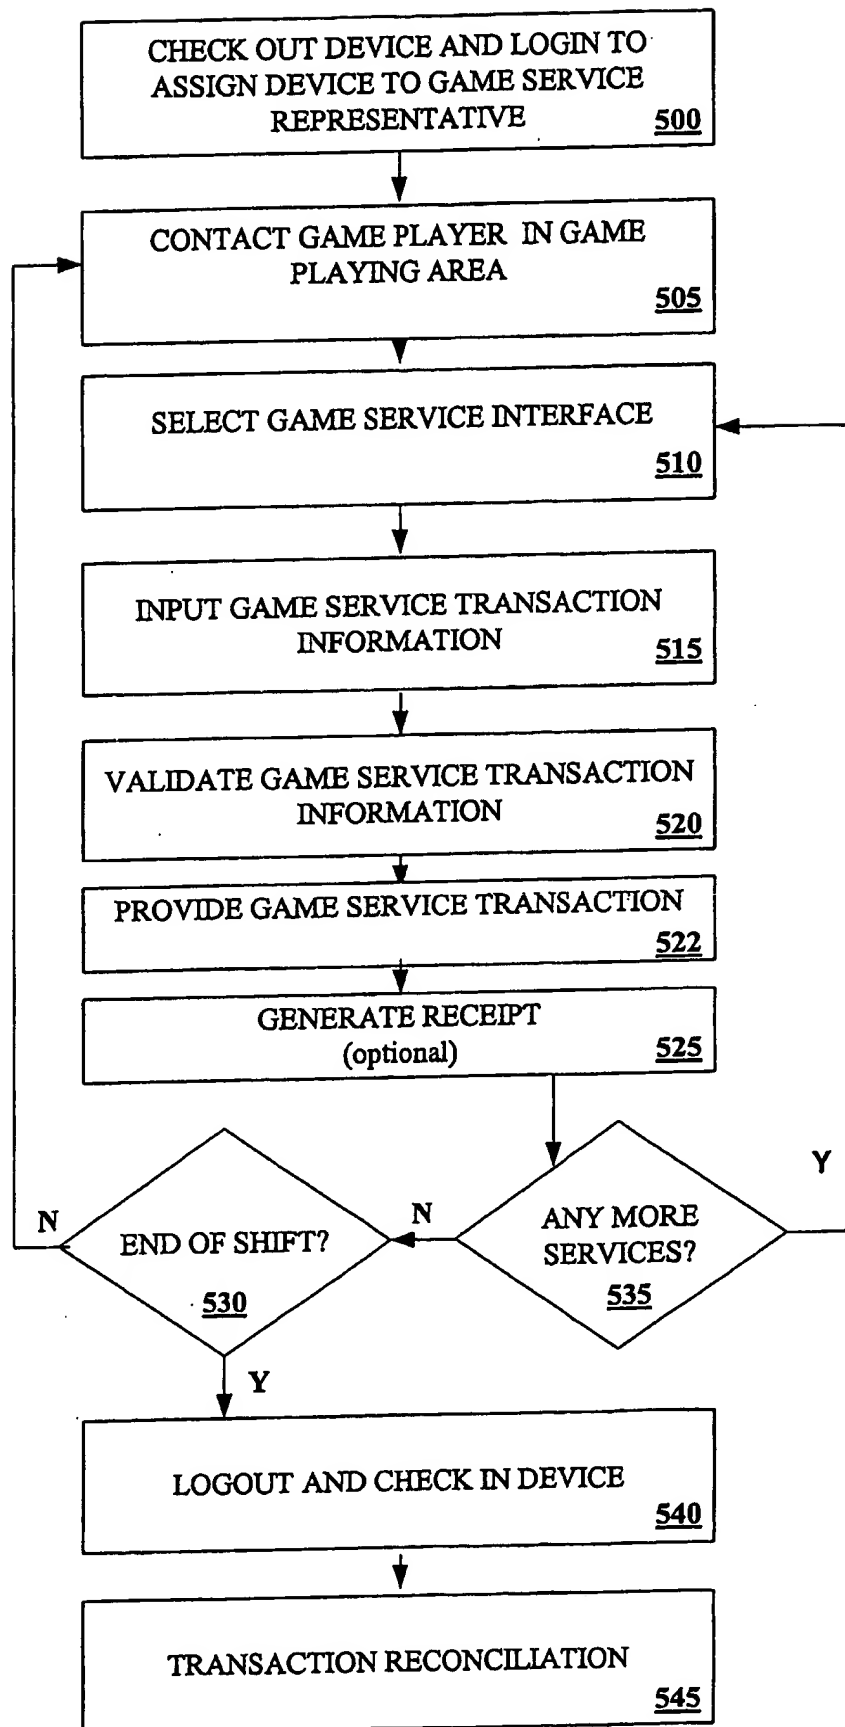 CHECK OUT DEVICE AND LOGIN TO
ASSIGN DEVICE TO GAME SERVICE
REPRESENTATIVE
500
CONTACT GAME PLAYER IN GAME
PLAYING AREA
505
SELECT GAME SERVICE INTERFACE
510
INPUT GAME SERVICE TRANSACTION
INFORMATION
515
VALIDATE GAME SERVICE TRANSACTION
INFORMATION
520
PROVIDE GAME SERVICE TRANSACTION
522
GENERATE RECEIPT
(optional)
525
Y
N
END OF SHIFT?
530
N
ANY MORE
SERVICES?
535
Y
LOGOUT AND CHECK IN DEVICE
540
TRANSACTION RECONCILIATION
545